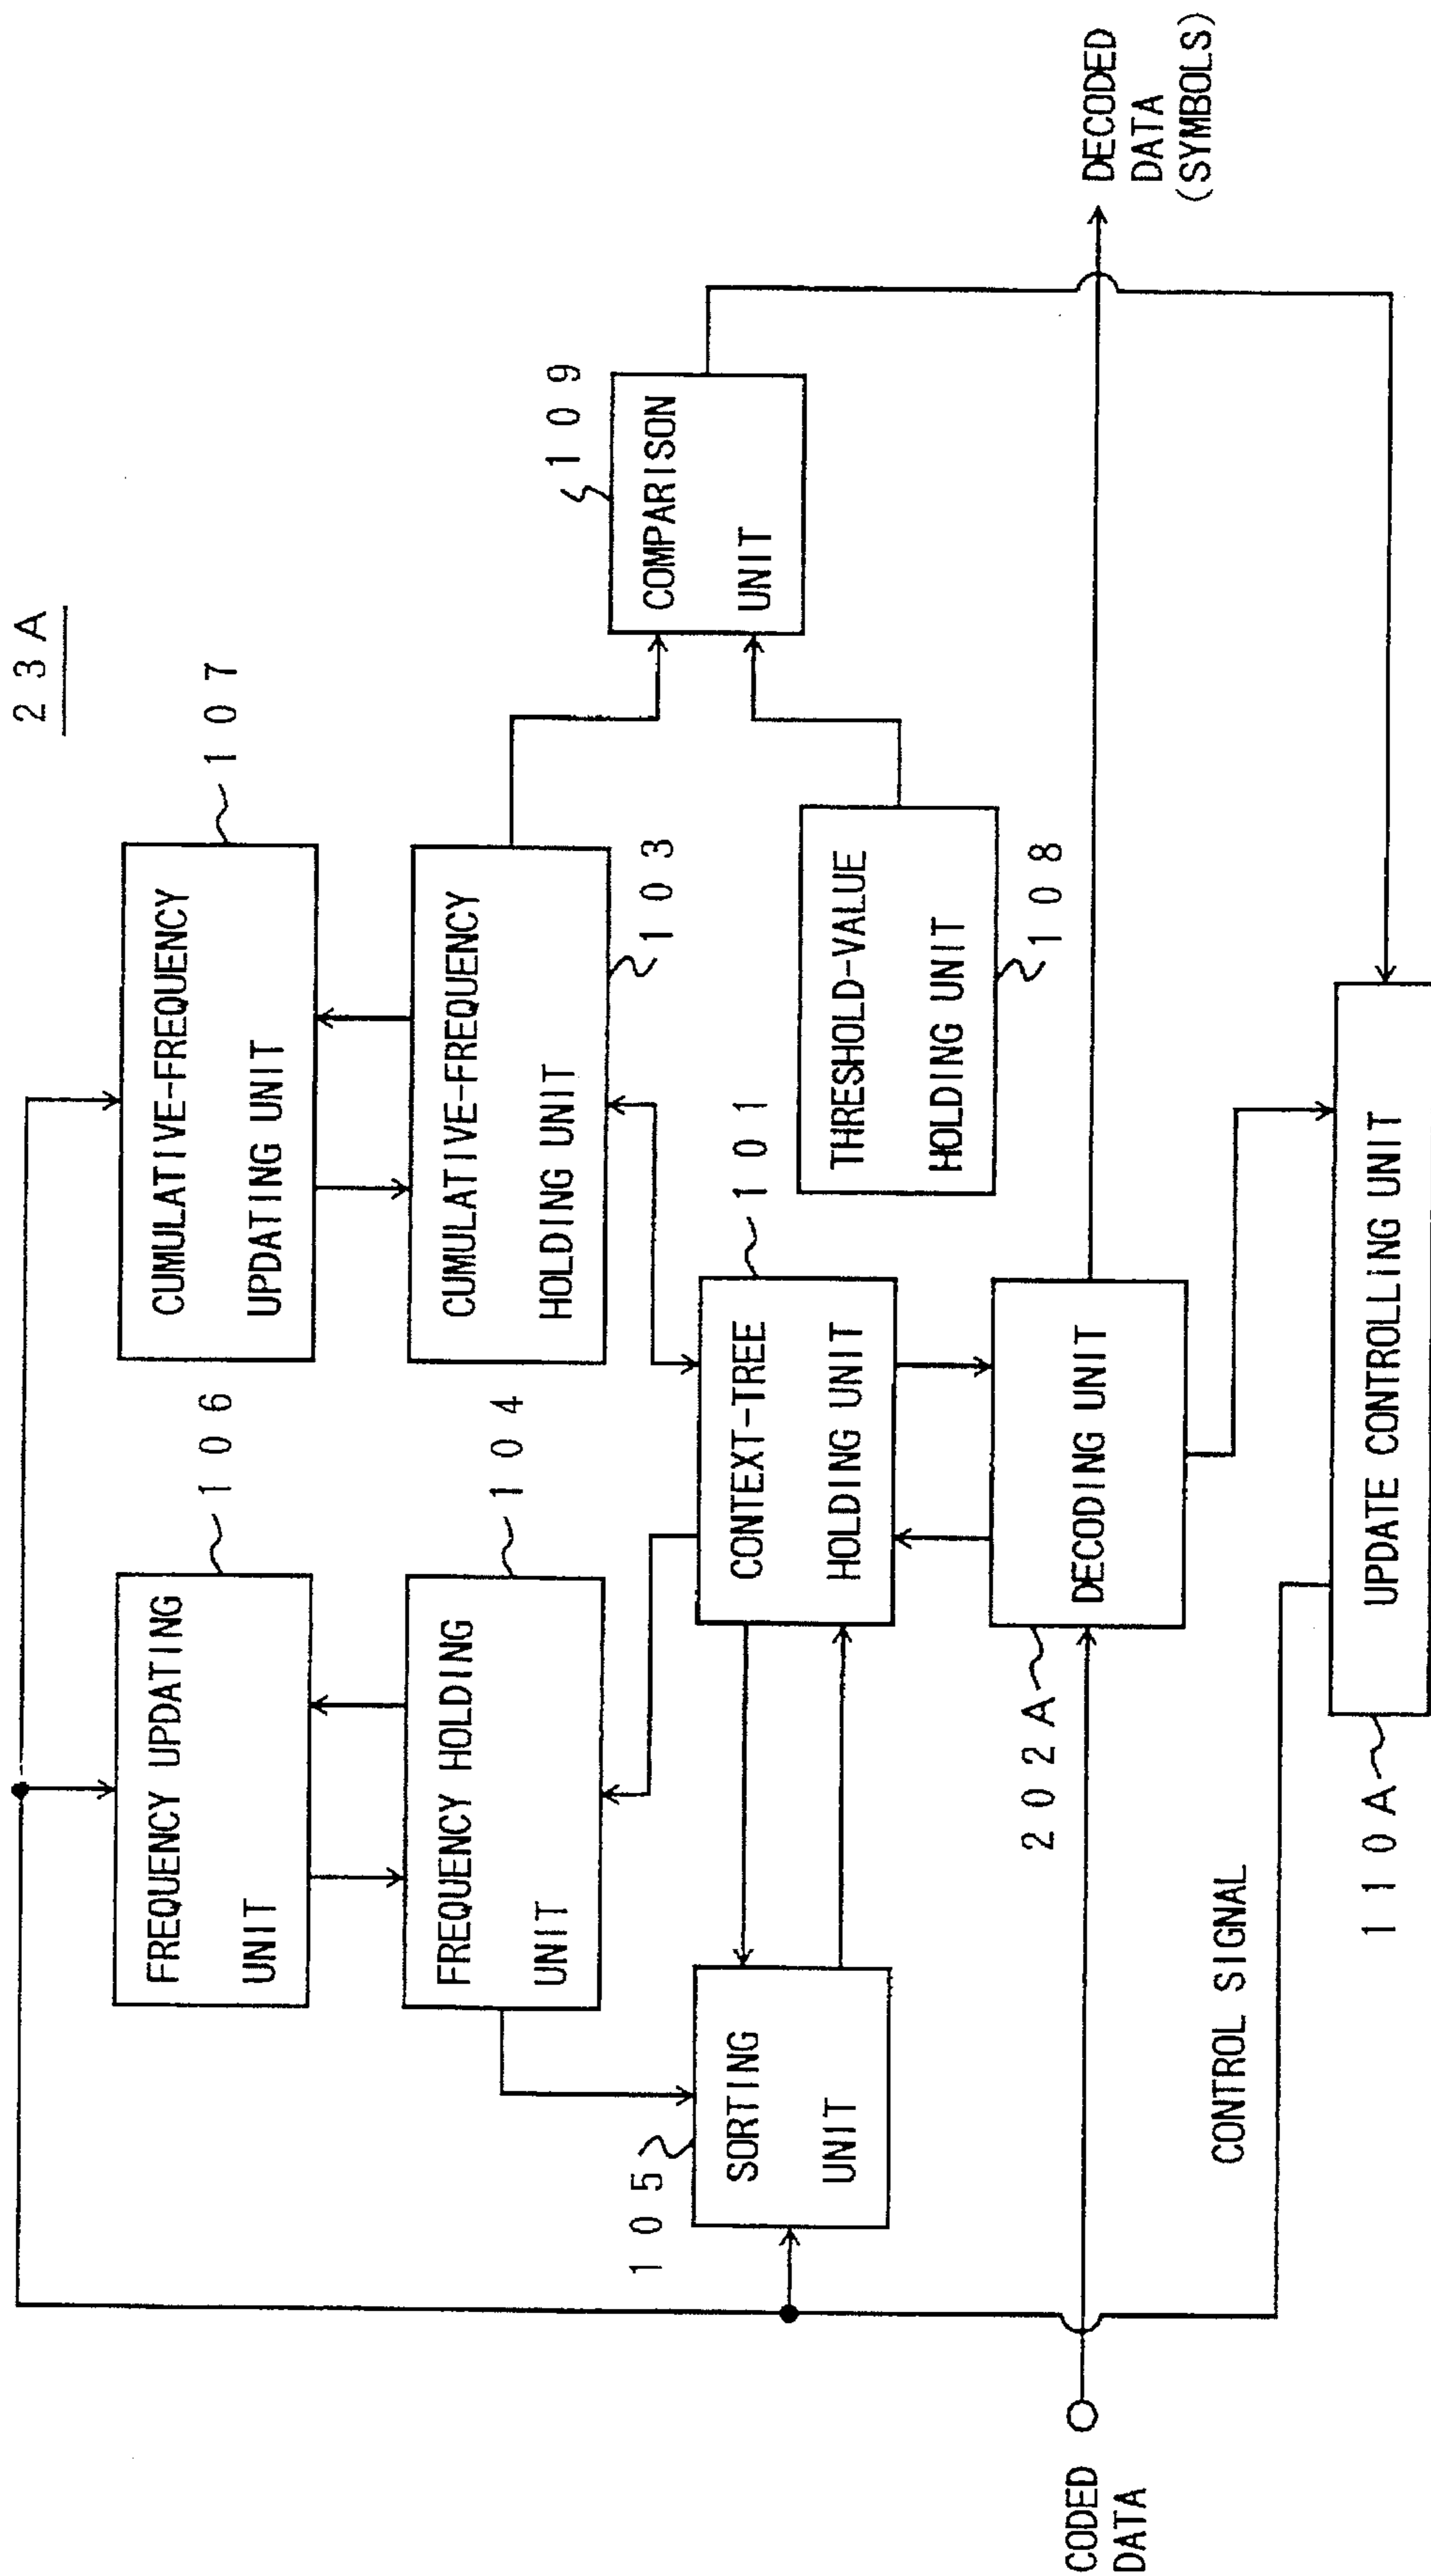 23A
FREQUENCY UPDATING
UNIT
106
CUMULATIVE-FREQUENCY
UPDATING UNIT
107
FREQUENCY HOLDING
UNIT
104
CUMULATIVE-FREQUENCY
HOLDING UNIT
103
COMPARISON
UNIT
109
105
SORTING
UNIT
CONTEXT-TREE
HOLDING UNIT
101
THRESHOLD-VALUE
HOLDING UNIT
108
CODED
DATA
202A
DECODING UNIT
DECODED
DATA
(SYMBOLS)
CONTROL SIGNAL
110A
UPDATE CONTROLLING UNIT